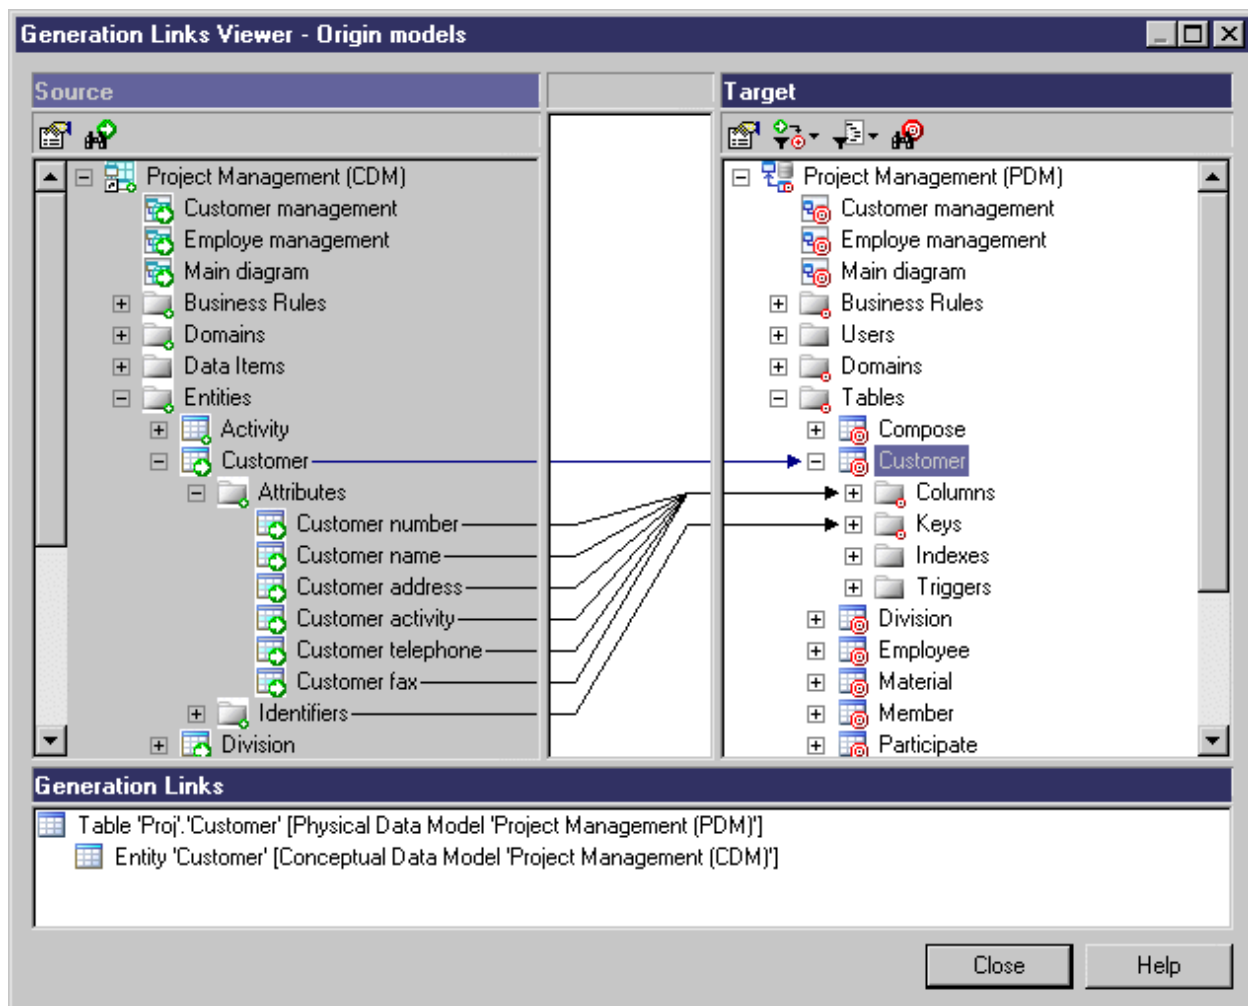 Generation Links Viewer - Origin models
Source
Project Management (CDM)
Customer management
Employe management
Main diagram
Business Rules
Domains
Data Items
Entities
Activity
Customer
Attributes
Customer number
Customer name
Customer address
Customer activity
Customer telephone
Customer fax
Identifiers
Division
Target
Project Management (PDM)
Customer management
Employe management
Main diagram
Business Rules
Users
Domains
Tables
Compose
Customer
Columns
Keys
Indexes
Triggers
Division
Employee
Material
Member
Participate
Generation Links
Table 'Proj'.'Customer' [Physical Data Model 'Project Management (PDM)']
Entity 'Customer' [Conceptual Data Model 'Project Management (CDM)']
Close
Help